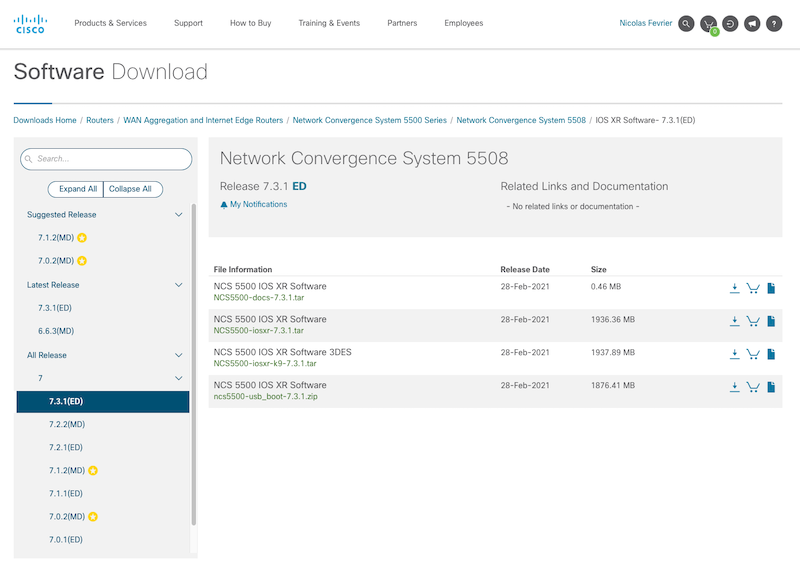 CISCO
Products & Services
Support
How to Buy
Training & Events
Partners
Employees
Nicolas Fevrier
0
?
Software Download
Downloads Home / Routers / WAN Aggregation and Internet Edge Routers / Network Convergence System 5500 Series / Network Convergence System 5508 / IOS XR Software- 7.3.1(ED)
Search...
Expand All
Collapse All
Suggested Release
7.1.2(MD)
7.0.2(MD)
Latest Release
7.3.1(ED)
6.6.3(MD)
All Release
7
7.3.1(ED)
7.2.2(MD)
7.2.1(ED)
7.1.2(MD)
7.1.1(ED)
7.0.2(MD)
7.0.1(ED)
Network Convergence System 5508
Release 7.3.1 ED
My Notifications
Related Links and Documentation
- No related links or documentation -
File Information Release Date Size
NCS 5500 IOS XR Software 28-Feb-2021 0.46 MB
NCS5500-docs-7.3.1.tar
NCS 5500 IOS XR Software 28-Feb-2021 1936.36 MB
NCS5500-iosxr-7.3.1.tar
NCS 5500 IOS XR Software 3DES 28-Feb-2021 1937.89 MB
NCS5500-iosxr-k9-7.3.1.tar
NCS 5500 IOS XR Software 28-Feb-2021 1876.41 MB
ncs5500-usb_boot-7.3.1.zip